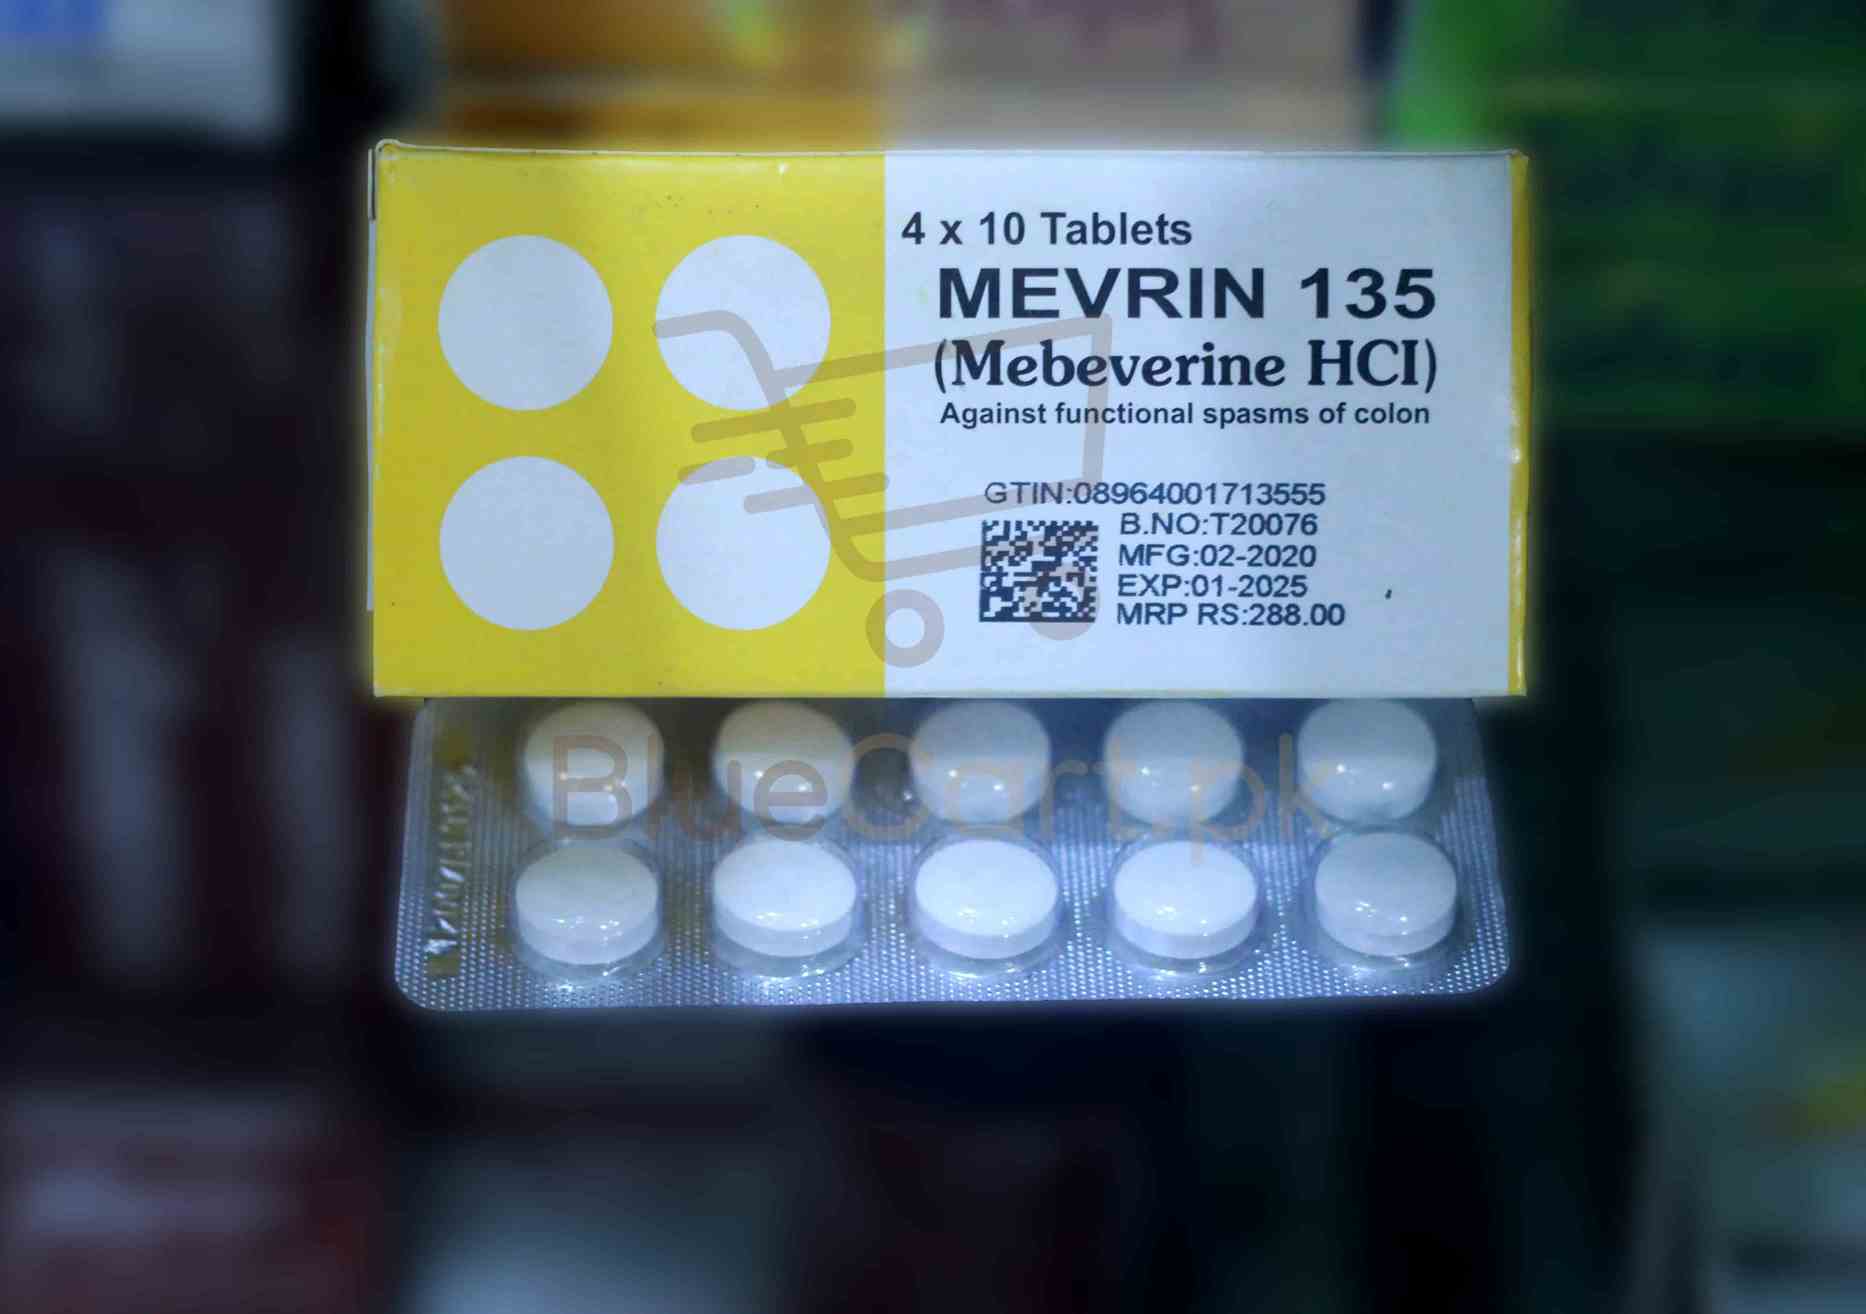 4 x 10 Tablets
MEVRIN 135
(Mebeverine HCl)
Against functional spasms of colon
GTIN:08964001713555
B.NO:T20076
MFG:02-2020
EXP:01-2025
MRP RS:288.00
BlueCart.pk